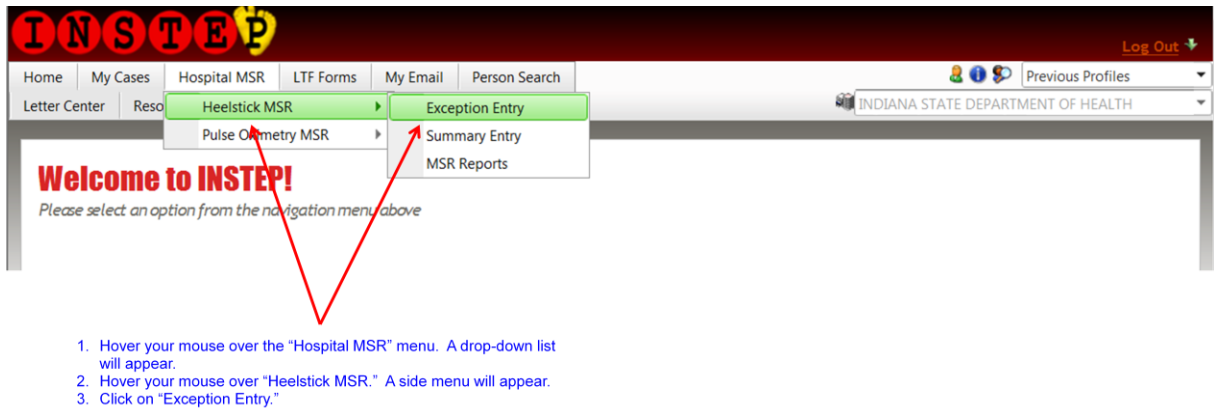 INSTEP
Log Out
Home My Cases Hospital MSR LTF Forms My Email Person Search Previous Profiles
Letter Center Reso INDIANA STATE DEPARTMENT OF HEALTH
Heelstick MSR Exception Entry
Pulse Oximetry MSR Summary Entry
MSR Reports
Welcome to INSTEP!
Please select an option from the navigation menu above
1. Hover your mouse over the “Hospital MSR” menu. A drop-down list
will appear.
2. Hover your mouse over “Heelstick MSR.” A side menu will appear.
3. Click on “Exception Entry.”